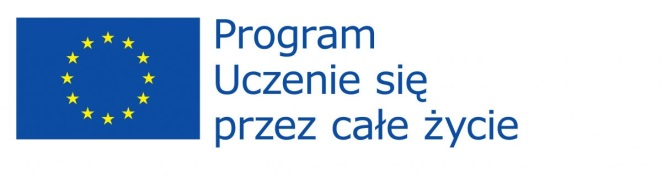 Program
Uczenie się
przez całe życie